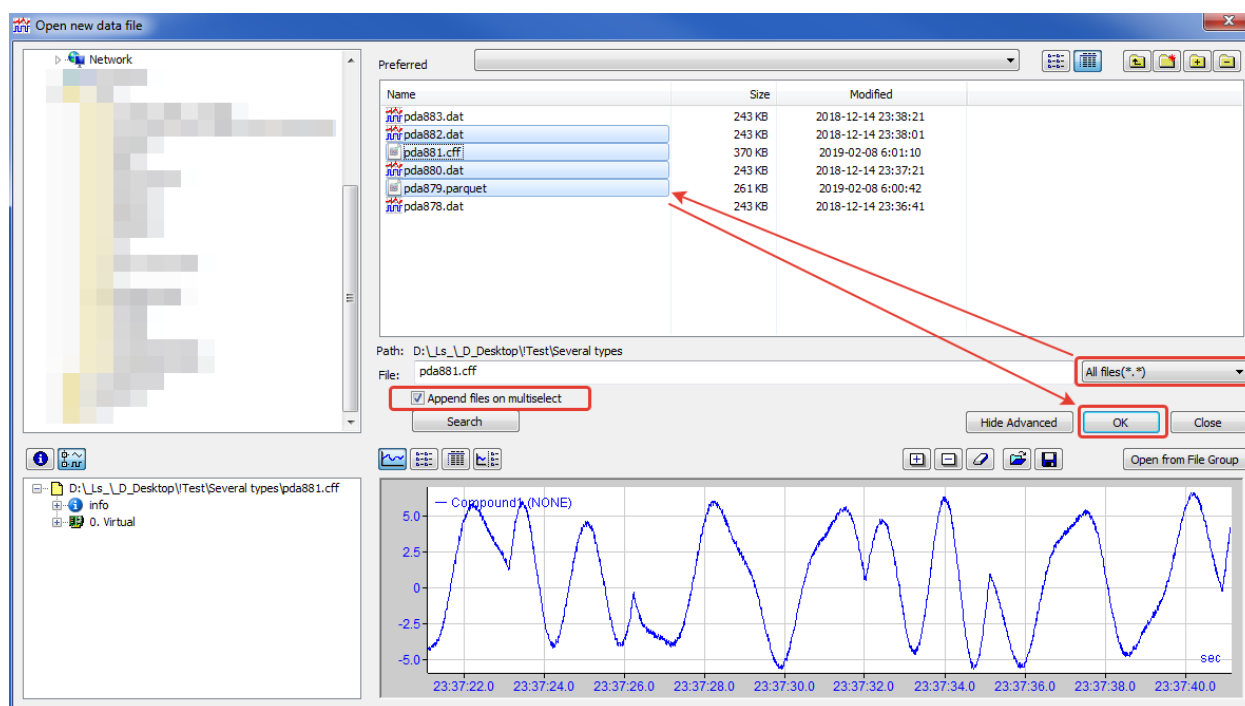 Open new data file
Network
Preferred
Name Size Modified
pda883.dat 243 KB 2018-12-14 23:38:21
pda882.dat 243 KB 2018-12-14 23:38:01
pda881.cff 370 KB 2019-02-08 6:01:10
pda880.dat 243 KB 2018-12-14 23:37:21
pda879.parquet 261 KB 2019-02-08 6:00:42
pda878.dat 243 KB 2018-12-14 23:36:41
Path: D:\_Ls_\_D_Desktop\!Test\Several types
File: pda881.cff All files(*.*)
Append files on multiselect
Search Hide Advanced OK Close
Open from File Group
D:\_Ls_\_D_Desktop\!Test\Several types\pda881.cff
info
0. Virtual
Compound1 (NONE)
5.0
2.5
0
-2.5
-5.0
sec
23:37:22.0 23:37:24.0 23:37:26.0 23:37:28.0 23:37:30.0 23:37:32.0 23:37:34.0 23:37:36.0 23:37:38.0 23:37:40.0